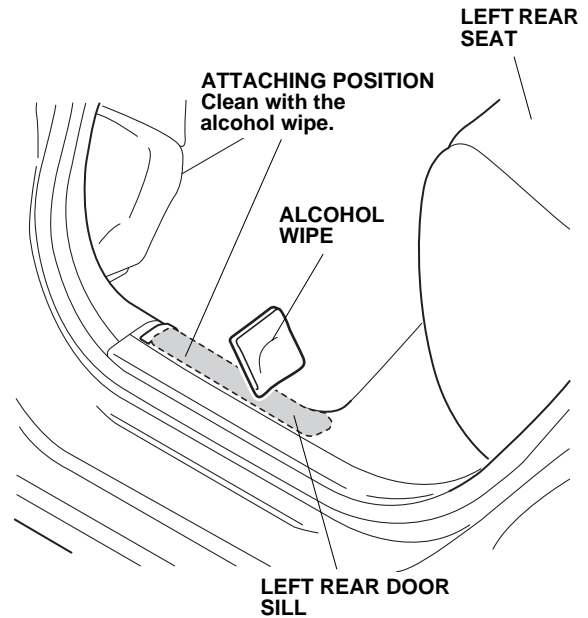 LEFT REAR
SEAT
ATTACHING POSITION
Clean with the
alcohol wipe.
ALCOHOL
WIPE
LEFT REAR DOOR
SILL